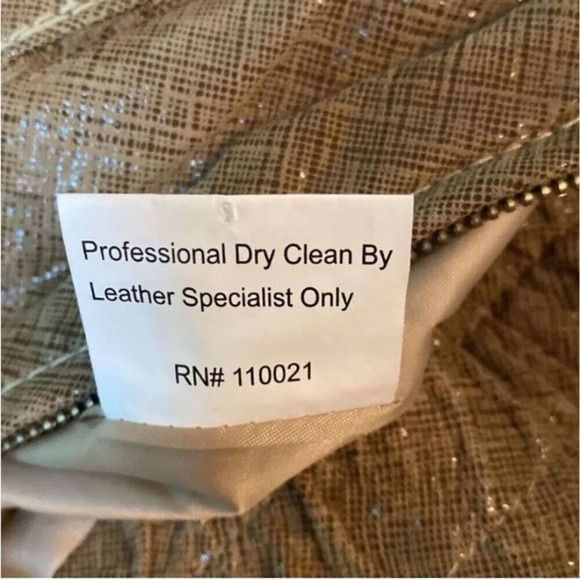 Professional Dry Clean By
Leather Specialist Only
RN# 110021